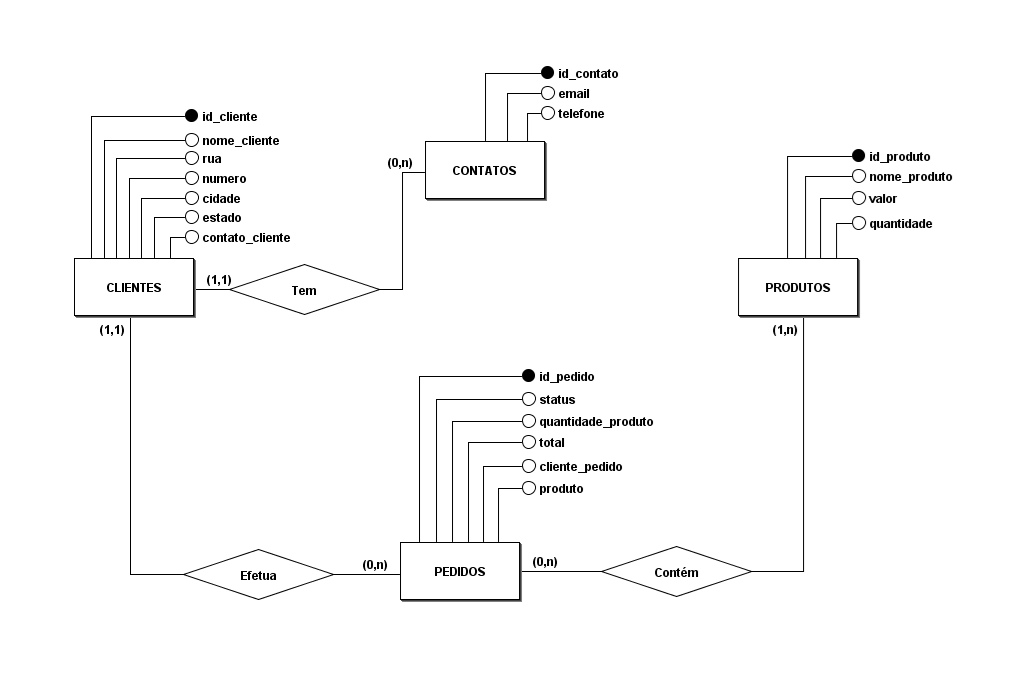 id_contato
email
telefone
CONTATOS
(0,n)
id_cliente
nome_cliente
rua
numero
cidade
estado
contato_cliente
CLIENTES
(1,1)
Tem
(1,1)
id_produto
nome_produto
valor
quantidade
PRODUTOS
(1,n)
id_pedido
status
quantidade_produto
total
cliente_pedido
produto
Efetua
(0,n)
PEDIDOS
(0,n)
Contém